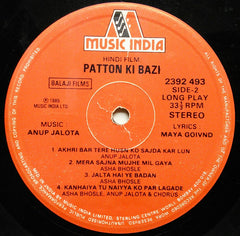 MUSIC INDIA
HINDI FILM:
PATTON KI BAZI
BALAJI FILMS
2392 493
SIDE-2
LONG PLAY
33⅓ RPM
STEREO
℗ 1985
MUSIC INDIA LTD.
MUSIC:
ANUP JALOTA
LYRICS:
MAYA GOIVND
1 AKHRI BAR TERE HUSN KO SAJDA KAR LUN
ANUP JALOTA
2 MERA SAJNA MUJHE MIL GAYA
ASHA BHOSLE
3 JALTA HAI YE BADAN
ASHA BHOSLE
4 KANHAIYA TU NAIYYA KO PAR LAGADE
ASHA BHOSLE, ANUP JALOTA & CHORUS